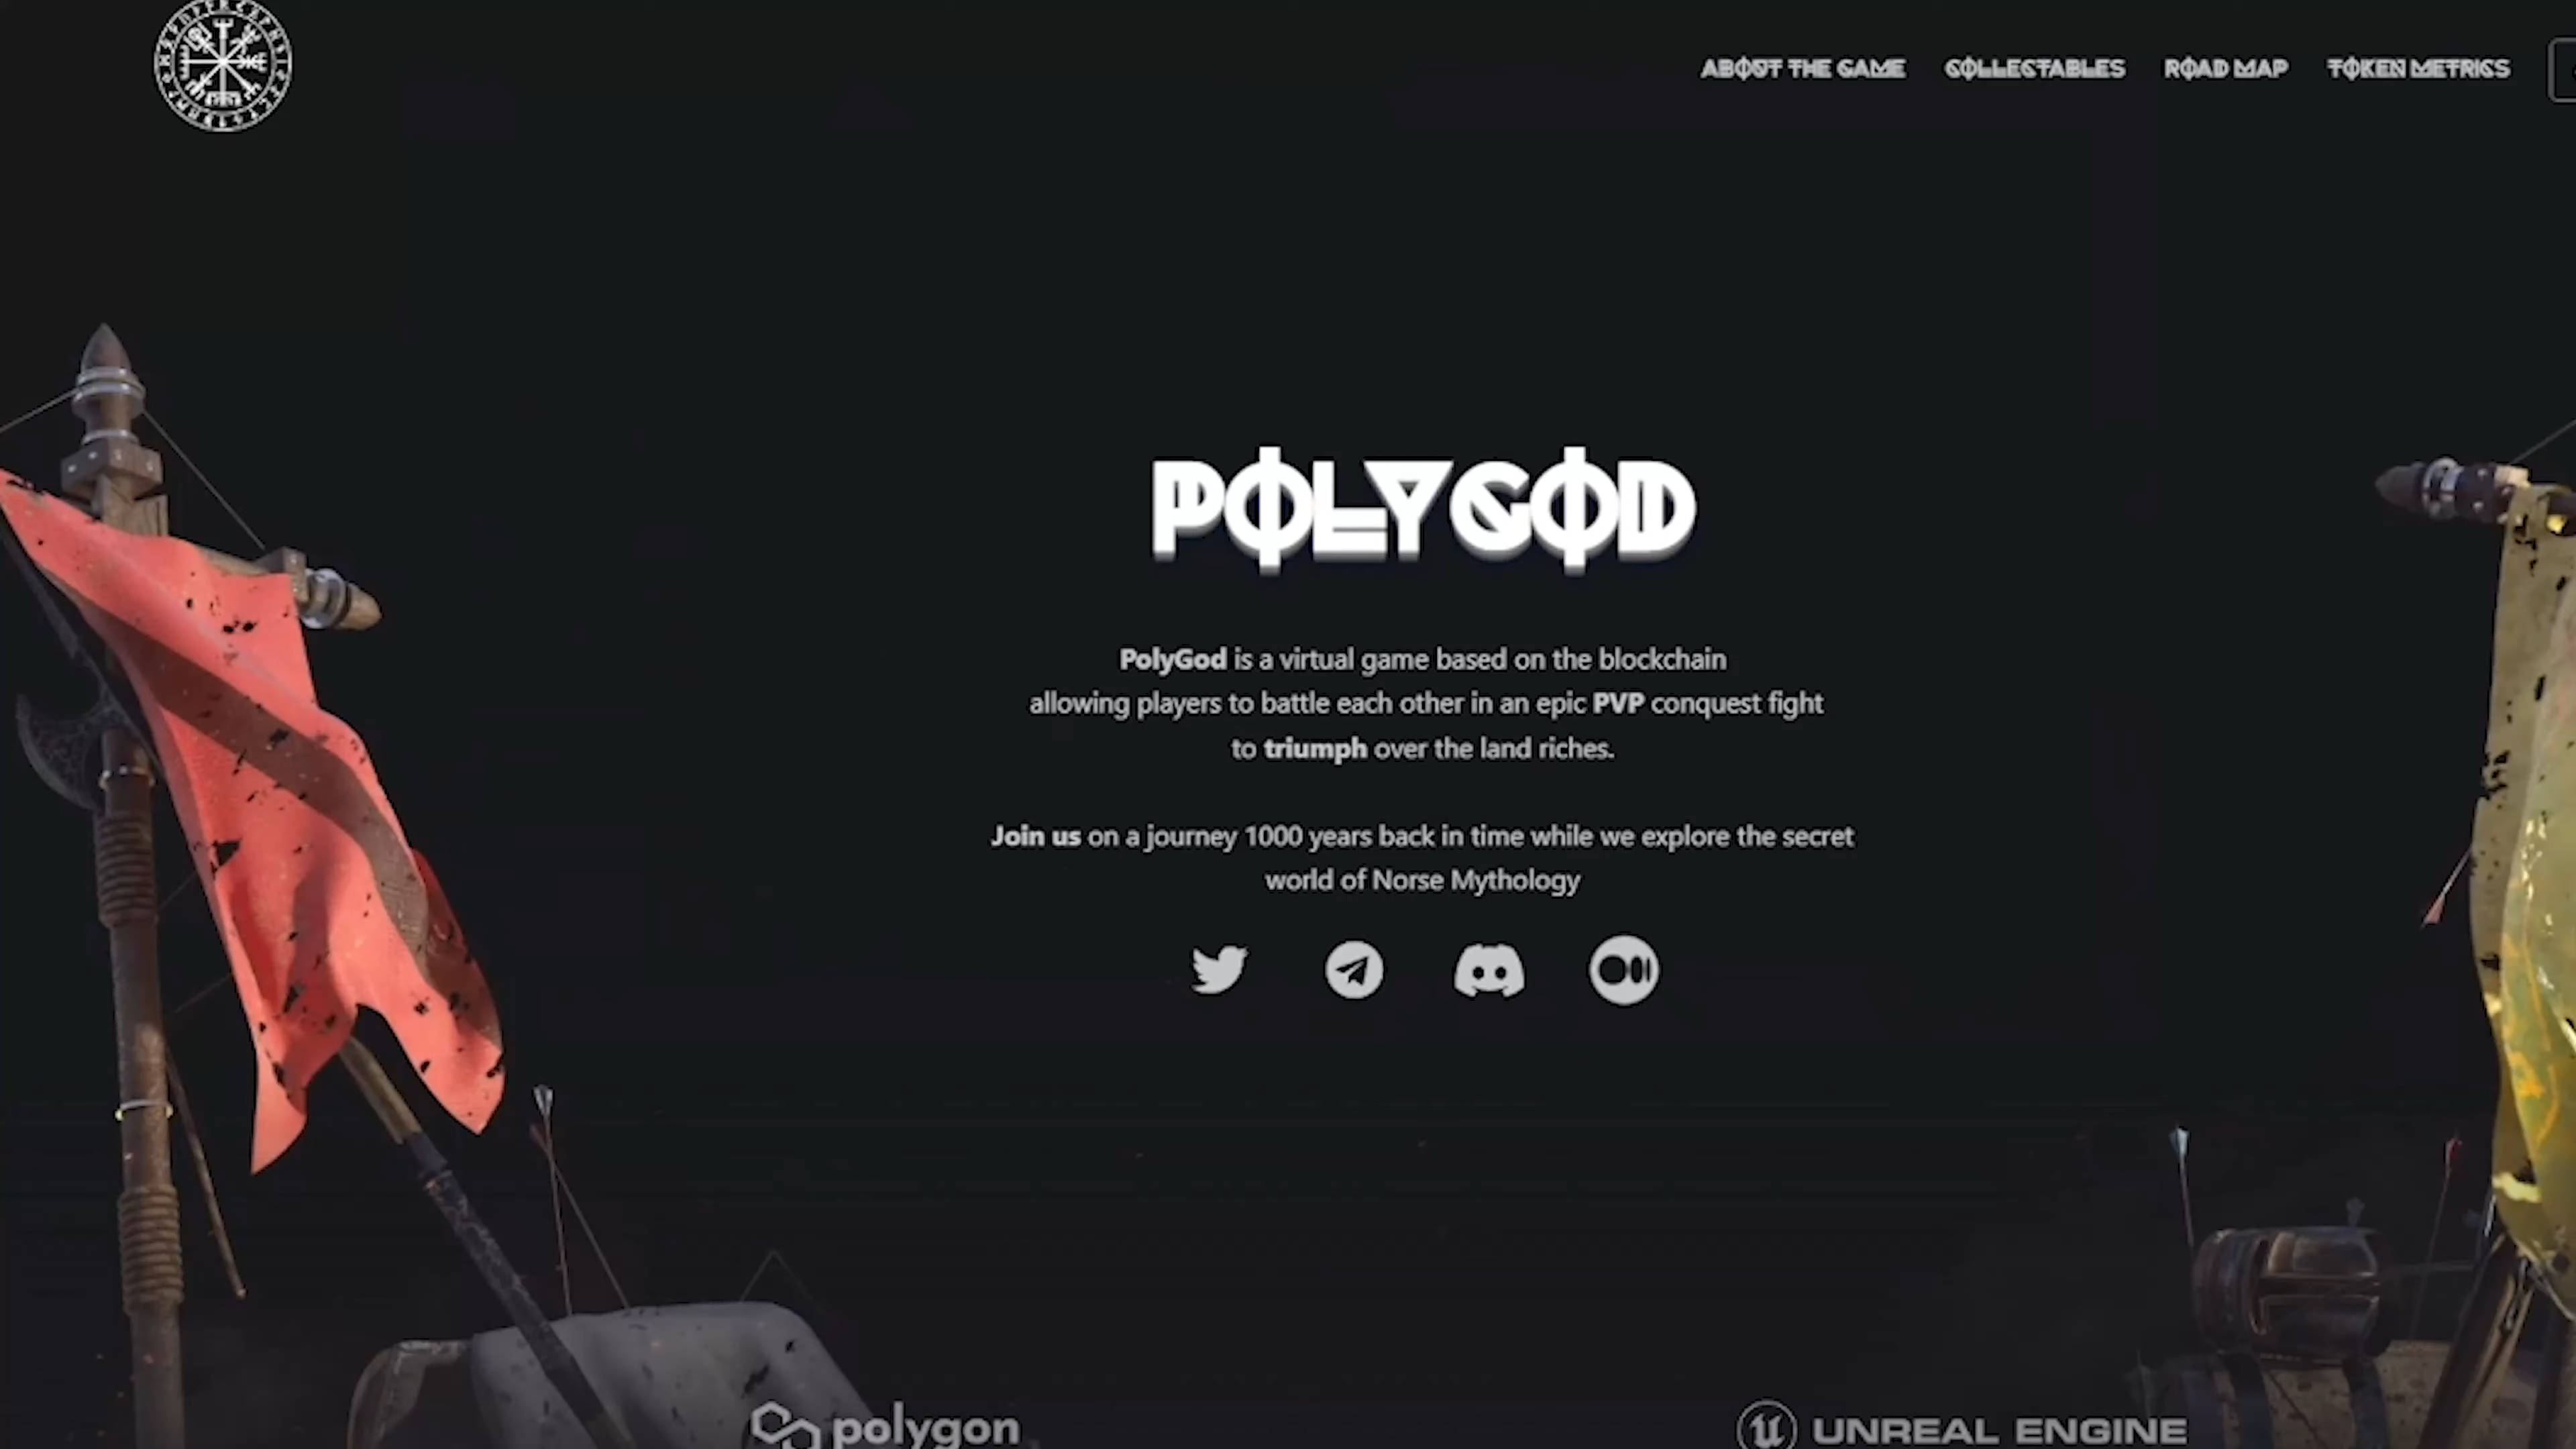 ABOUT THE GAME
COLLECTABLES
ROAD MAP
TOKEN METRICS
POLYGOD
PolyGod is a virtual game based on the blockchain
allowing players to battle each other in an epic PVP conquest fight
to triumph over the land riches.
Join us on a journey 1000 years back in time while we explore the secret
world of Norse Mythology
polygon
UNREAL ENGINE